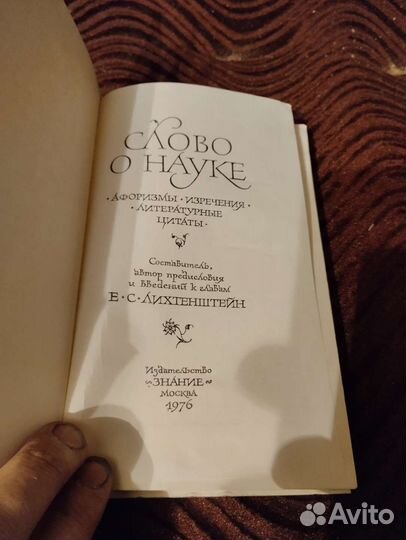 СЛОВО
О НАУКЕ
·АФОРИЗМЫ·ИЗРЕЧЕНИЯ·
·ЛИТЕРАТУРНЫЕ
ЦИТАТЫ·
Составитель,
автор предисловия
и введений к главам
Е·С·ЛИХТЕНШТЕЙН
Издательство
~ЗНАНИЕ~
МОСКВА
1976
Avito